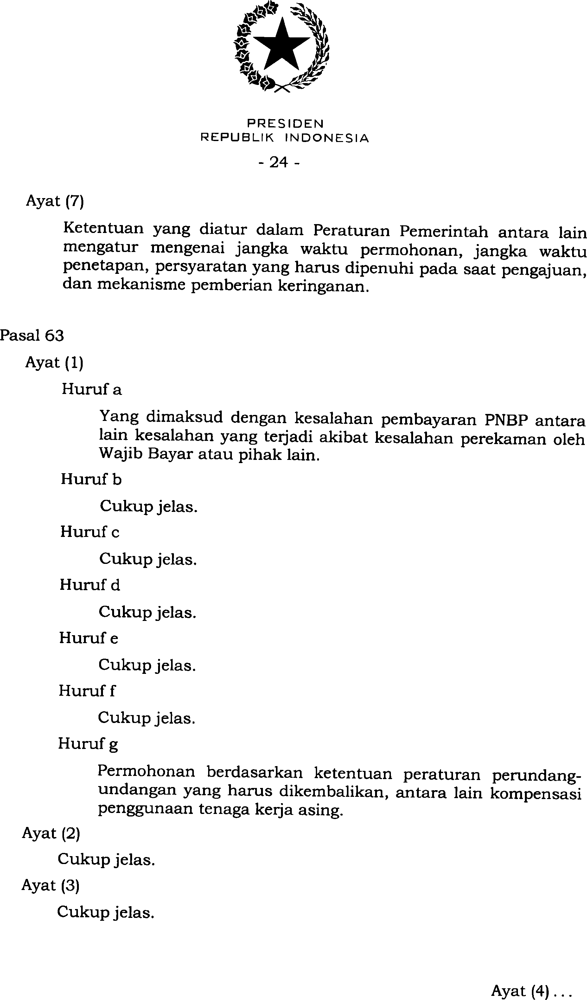 PRESIDEN
REPUBLIK INDONESIA
- 24 -
Ayat (7)
Ketentuan yang diatur dalam Peraturan Pemerintah antara lain
mengatur mengenai jangka waktu permohonan, jangka waktu
penetapan, persyaratan yang harus dipenuhi pada saat pengajuan,
dan mekanisme pemberian keringanan.
Pasal 63
Ayat (1)
Huruf a
Yang dimaksud dengan kesalahan pembayaran PNBP antara
lain kesalahan yang terjadi akibat kesalahan perekaman oleh
Wajib Bayar atau pihak lain.
Huruf b
Cukup jelas.
Huruf c
Cukup jelas.
Huruf d
Cukup jelas.
Huruf e
Cukup jelas.
Huruf f
Cukup jelas.
Huruf g
Permohonan berdasarkan ketentuan peraturan perundang-
undangan yang harus dikembalikan, antara lain kompensasi
penggunaan tenaga kerja asing.
Ayat (2)
Cukup jelas.
Ayat (3)
Cukup jelas.
Ayat (4) . . .